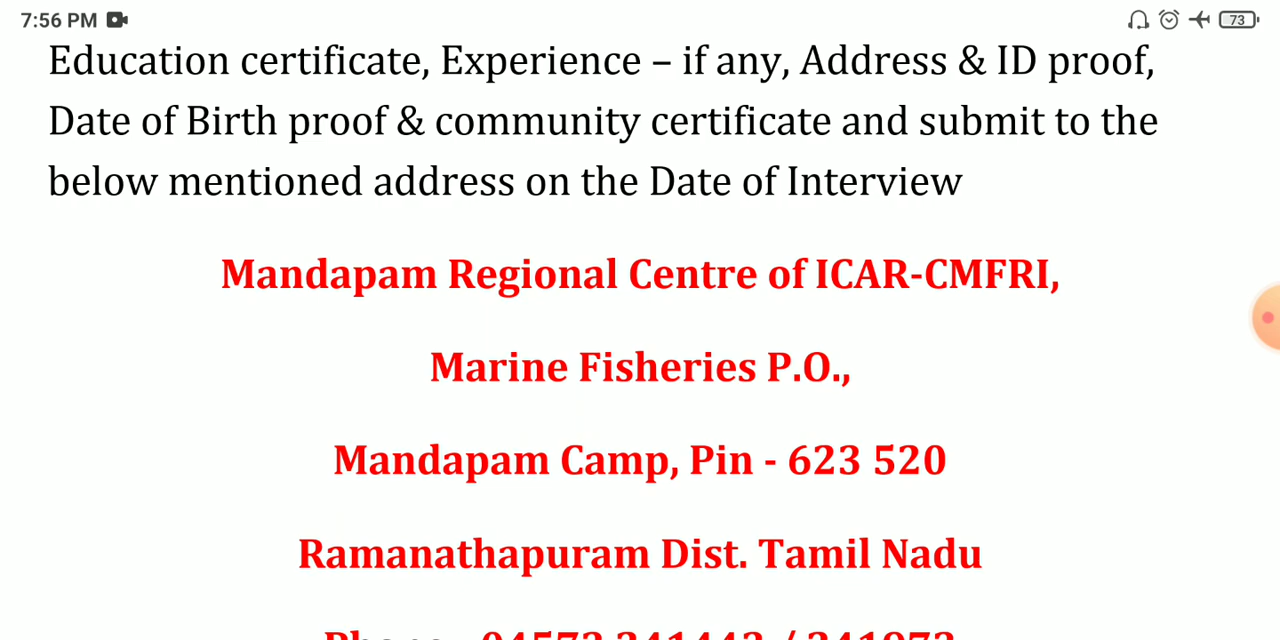 7:56 PM
73
Education certificate, Experience – if any, Address & ID proof,
Date of Birth proof & community certificate and submit to the
below mentioned address on the Date of Interview
Mandapam Regional Centre of ICAR-CMFRI,
Marine Fisheries P.O.,
Mandapam Camp, Pin - 623 520
Ramanathapuram Dist. Tamil Nadu